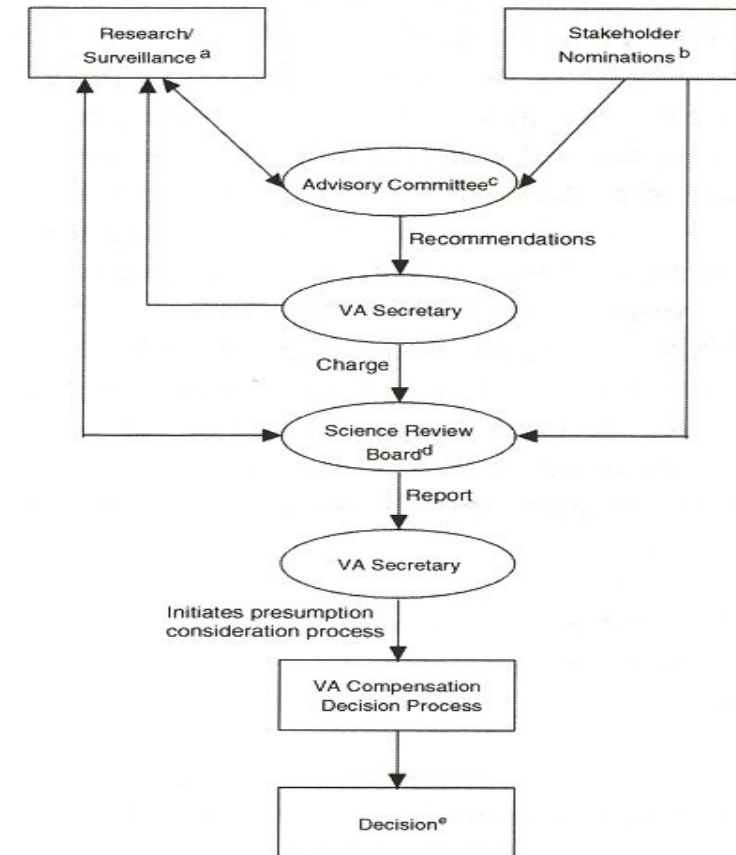 Research/
Surveillance a
Stakeholder
Nominations b
Advisory Committee c
Recommendations
VA Secretary
Charge
Science Review
Board d
Report
VA Secretary
Initiates presumption
consideration process
VA Compensation
Decision Process
Decision e